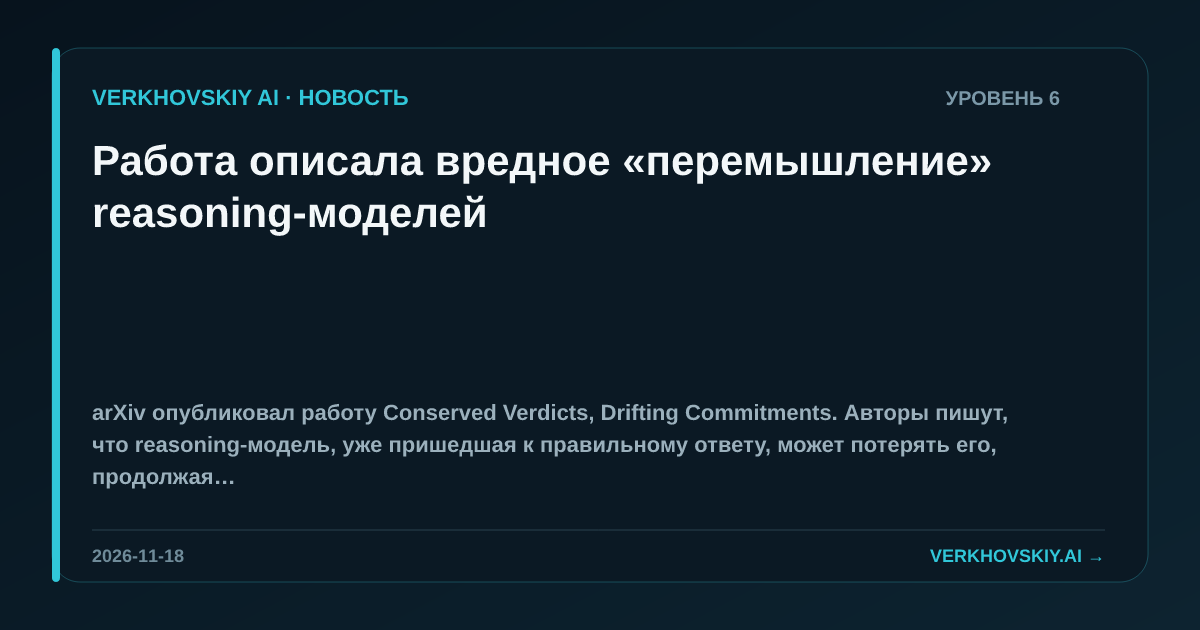 VERKHOVSKIY AI · НОВОСТЬ
УРОВЕНЬ 6
Работа описала вредное «перемышление»
reasoning-моделей
arXiv опубликовал работу Conserved Verdicts, Drifting Commitments. Авторы пишут,
что reasoning-модель, уже пришедшая к правильному ответу, может потерять его,
продолжая…
2026-11-18
VERKHOVSKIY.AI →